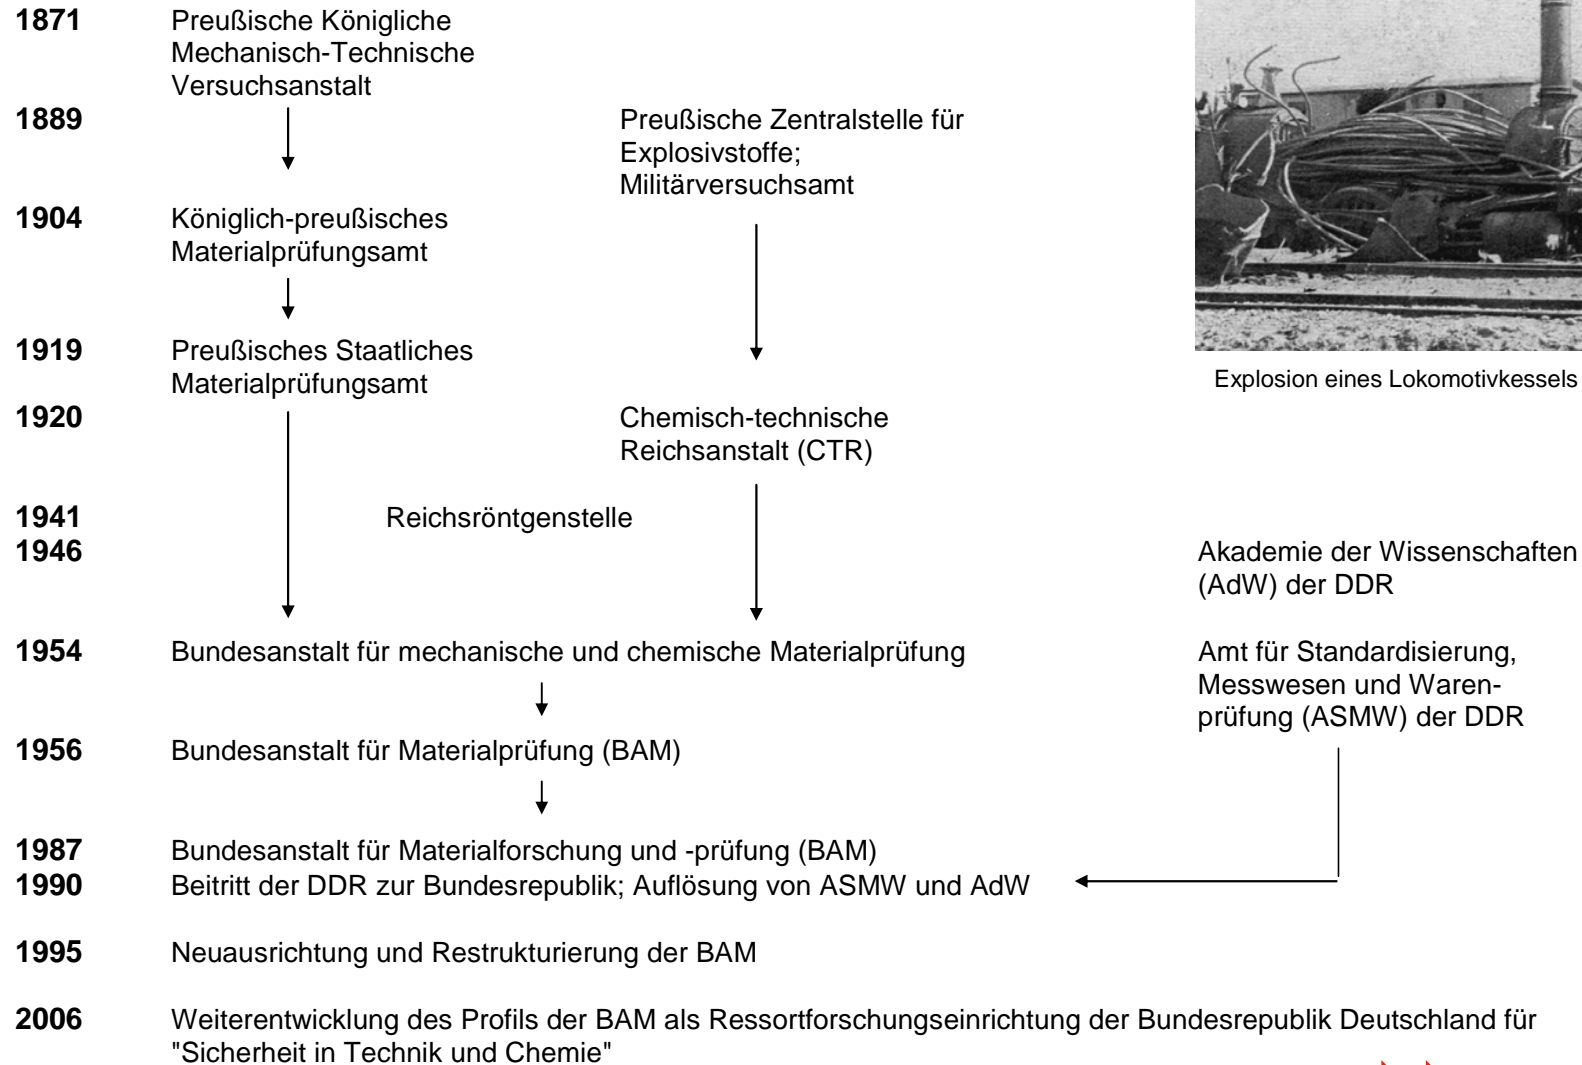 1871 Preußische Königliche
Mechanisch-Technische
Versuchsanstalt
1889 Preußische Zentralstelle für
Explosivstoffe;
Militärversuchsamt
1904 Königlich-preußisches
Materialprüfungsamt
1919 Preußisches Staatliches
Materialprüfungsamt
Explosion eines Lokomotivkessels
1920 Chemisch-technische
Reichsanstalt (CTR)
1941 Reichsröntgenstelle
1946 Akademie der Wissenschaften
(AdW) der DDR
1954 Bundesanstalt für mechanische und chemische Materialprüfung
Amt für Standardisierung,
Messwesen und Waren-
prüfung (ASMW) der DDR
1956 Bundesanstalt für Materialprüfung (BAM)
1987 Bundesanstalt für Materialforschung und -prüfung (BAM)
1990 Beitritt der DDR zur Bundesrepublik; Auflösung von ASMW und AdW
1995 Neuausrichtung und Restrukturierung der BAM
2006 Weiterentwicklung des Profils der BAM als Ressortforschungseinrichtung der Bundesrepublik Deutschland für
"Sicherheit in Technik und Chemie"